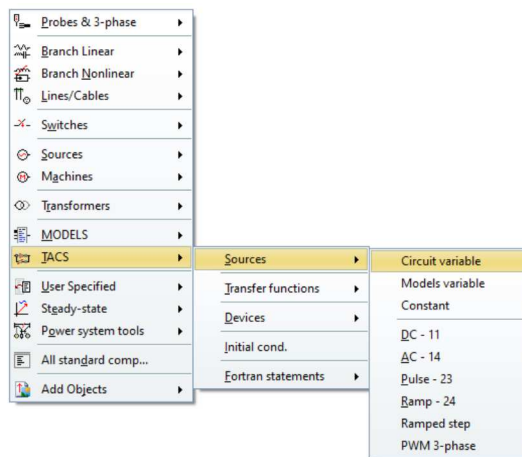 Probes & 3-phase
Branch Linear
Branch Nonlinear
Lines/Cables
Switches
Sources
Machines
Transformers
MODELS
TACS
User Specified
Steady-state
Power system tools
All standard comp...
Add Objects
Sources
Transfer functions
Devices
Initial cond.
Fortran statements
Circuit variable
Models variable
Constant
DC - 11
AC - 14
Pulse - 23
Ramp - 24
Ramped step
PWM 3-phase